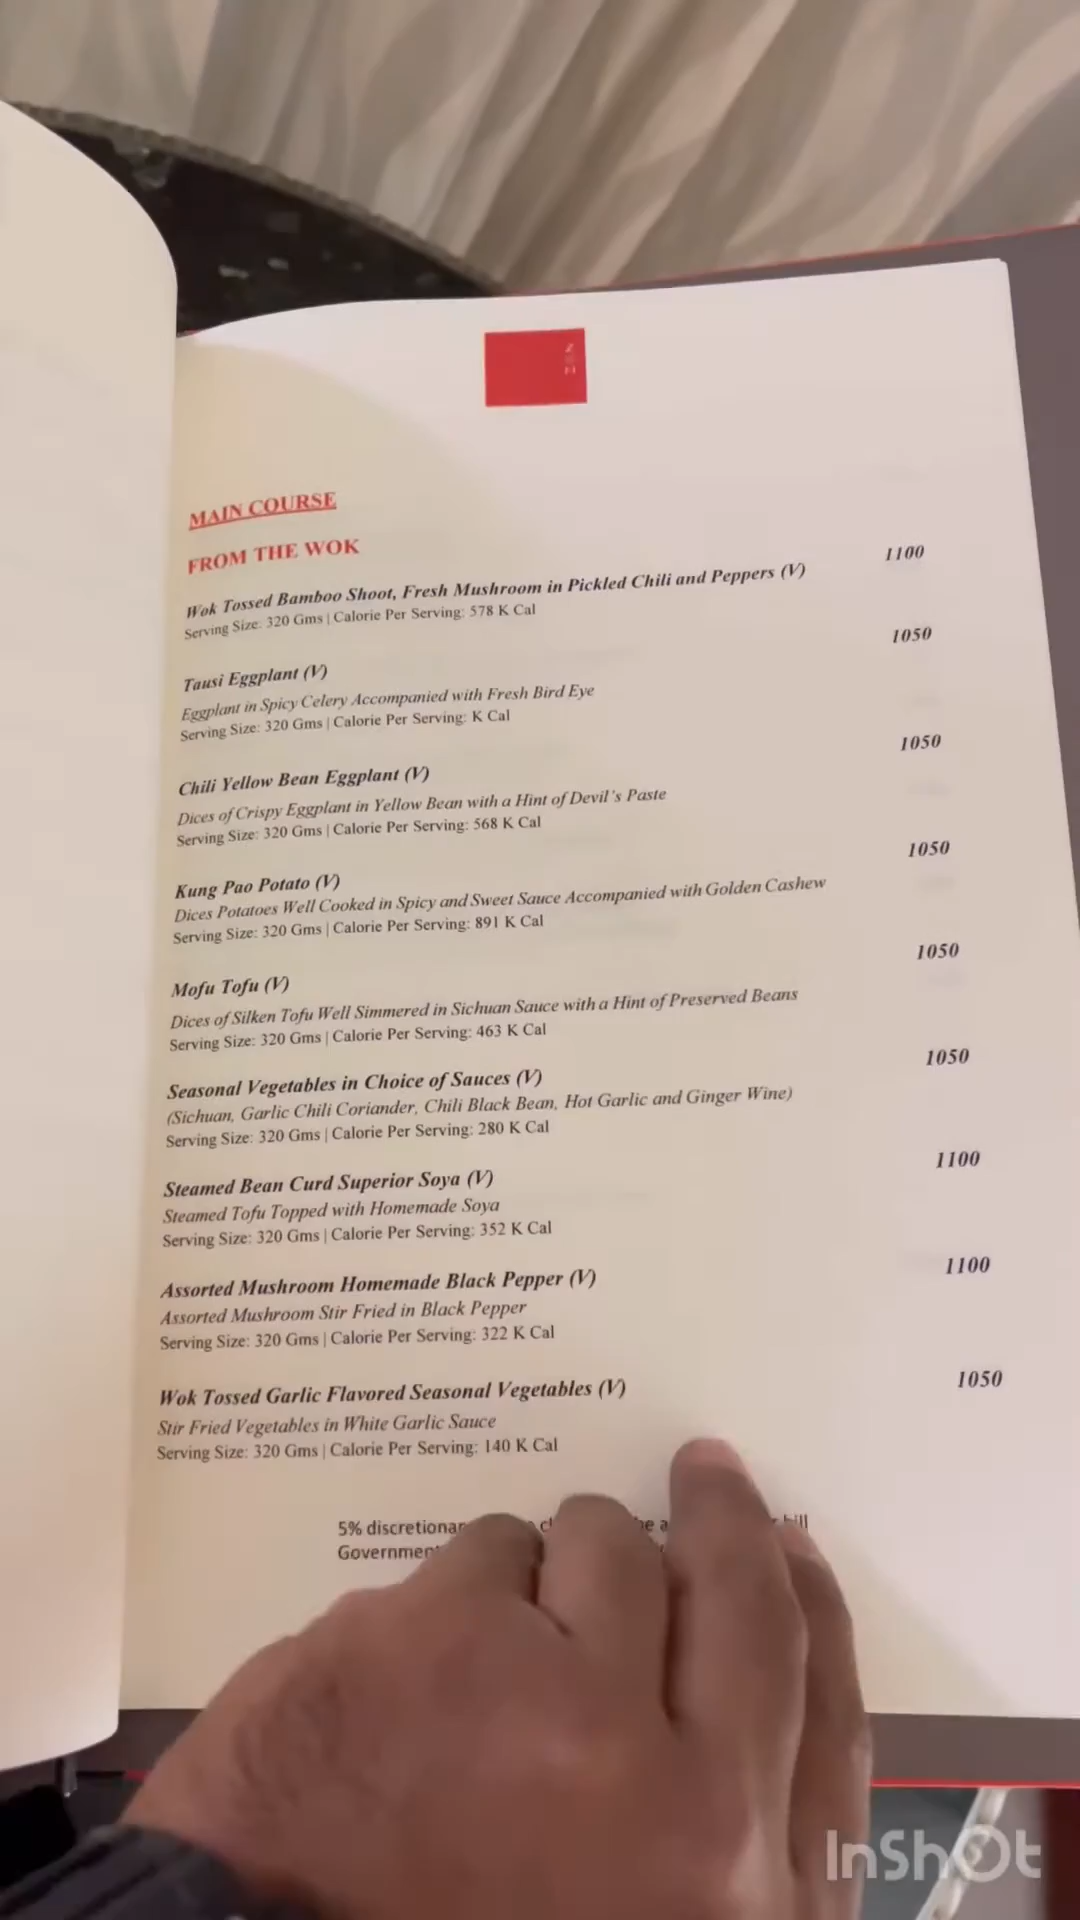 ZEN
MAIN COURSE
FROM THE WOK
Wok Tossed Bamboo Shoot, Fresh Mushroom in Pickled Chili and Peppers (V) 1100
Serving Size: 320 Gms | Calorie Per Serving: 578 K Cal
Tausi Eggplant (V) 1050
Eggplant in Spicy Celery Accompanied with Fresh Bird Eye
Serving Size: 320 Gms | Calorie Per Serving: K Cal
Chili Yellow Bean Eggplant (V) 1050
Dices of Crispy Eggplant in Yellow Bean with a Hint of Devil's Paste
Serving Size: 320 Gms | Calorie Per Serving: 568 K Cal
Kung Pao Potato (V) 1050
Dices Potatoes Well Cooked in Spicy and Sweet Sauce Accompanied with Golden Cashew
Serving Size: 320 Gms | Calorie Per Serving: 891 K Cal
Mofu Tofu (V) 1050
Dices of Silken Tofu Well Simmered in Sichuan Sauce with a Hint of Preserved Beans
Serving Size: 320 Gms | Calorie Per Serving: 463 K Cal
Seasonal Vegetables in Choice of Sauces (V) 1050
(Sichuan, Garlic Chili Coriander, Chili Black Bean, Hot Garlic and Ginger Wine)
Serving Size: 320 Gms | Calorie Per Serving: 280 K Cal
Steamed Bean Curd Superior Soya (V) 1100
Steamed Tofu Topped with Homemade Soya
Serving Size: 320 Gms | Calorie Per Serving: 352 K Cal
Assorted Mushroom Homemade Black Pepper (V) 1100
Assorted Mushroom Stir Fried in Black Pepper
Serving Size: 320 Gms | Calorie Per Serving: 322 K Cal
Wok Tossed Garlic Flavored Seasonal Vegetables (V) 1050
Stir Fried Vegetables in White Garlic Sauce
Serving Size: 320 Gms | Calorie Per Serving: 140 K Cal
5% bill
InShOt